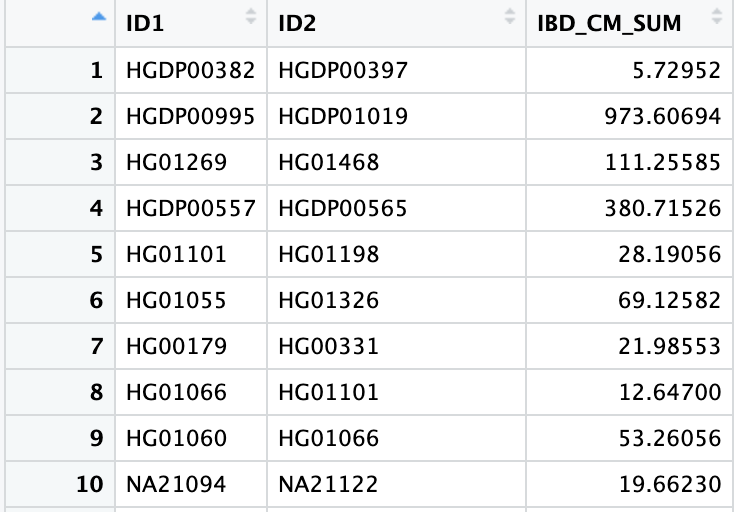 ID1 ID2 IBD_CM_SUM
1 HGDP00382 HGDP00397 5.72952
2 HGDP00995 HGDP01019 973.60694
3 HG01269 HG01468 111.25585
4 HGDP00557 HGDP00565 380.71526
5 HG01101 HG01198 28.19056
6 HG01055 HG01326 69.12582
7 HG00179 HG00331 21.98553
8 HG01066 HG01101 12.64700
9 HG01060 HG01066 53.26056
10 NA21094 NA21122 19.66230